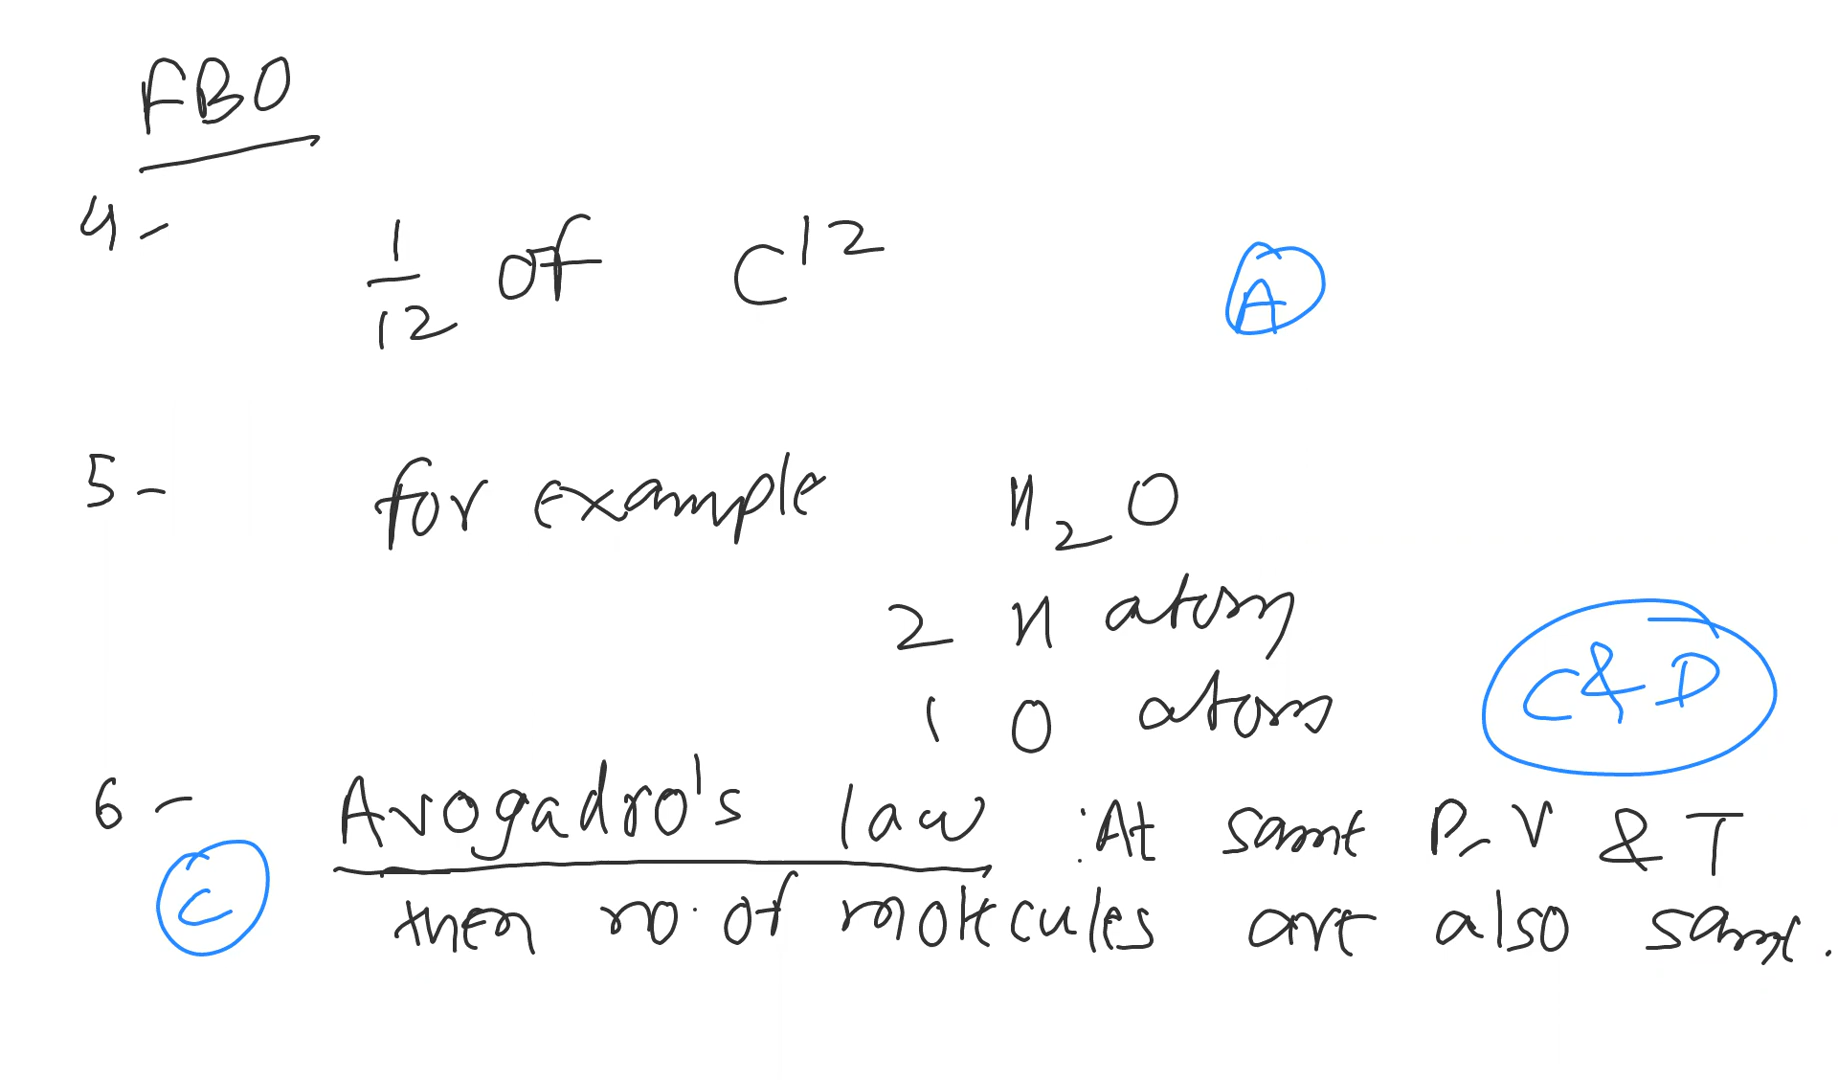 FBO
4-
1/12 of C¹² A
5- for example H₂O
2 H atom
1 O atoms C&D
6- Avogadro's law : At same P, V & T
C then no. of molecules are also same.